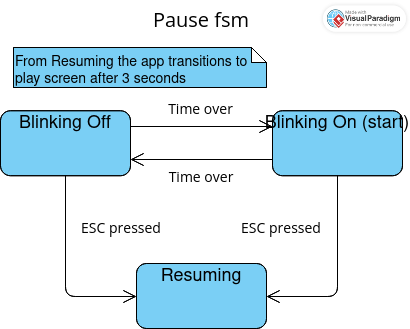 Pause fsm
Made with
Visual Paradigm
For non-commercial use
From Resuming the app transitions to
play screen after 3 seconds
Time over
Blinking Off
Blinking On (start)
Time over
ESC pressed
ESC pressed
Resuming